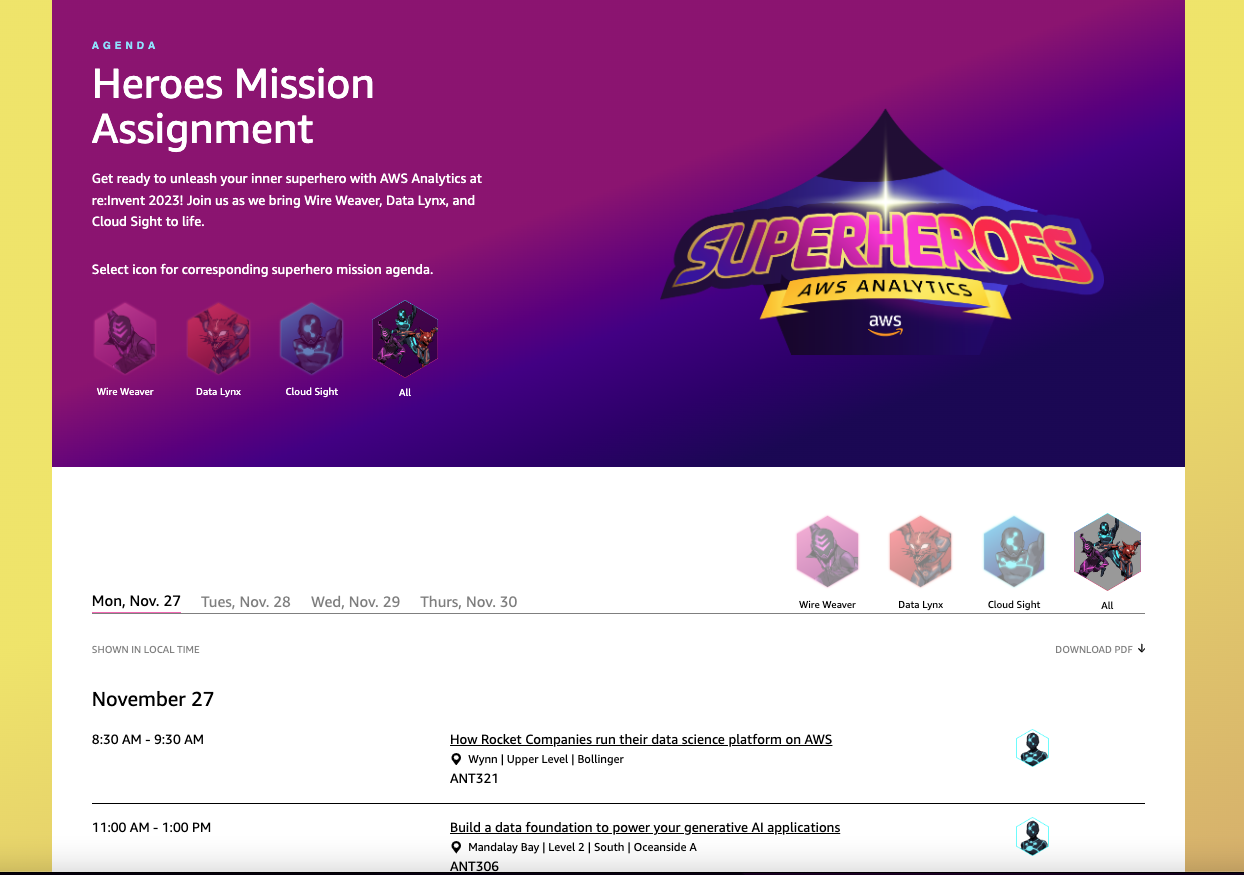 AGENDA
Heroes Mission
Assignment
Get ready to unleash your inner superhero with AWS Analytics at
re:Invent 2023! Join us as we bring Wire Weaver, Data Lynx, and
Cloud Sight to life.
Select icon for corresponding superhero mission agenda.
Wire Weaver Data Lynx Cloud Sight All
SUPERHEROES
AWS ANALYTICS
aws
Mon, Nov. 27 Tues, Nov. 28 Wed, Nov. 29 Thurs, Nov. 30
Wire Weaver Data Lynx Cloud Sight All
SHOWN IN LOCAL TIME
DOWNLOAD PDF
November 27
8:30 AM - 9:30 AM
How Rocket Companies run their data science platform on AWS
Wynn | Upper Level | Bollinger
ANT321
11:00 AM - 1:00 PM
Build a data foundation to power your generative AI applications
Mandalay Bay | Level 2 | South | Oceanside A
ANT306